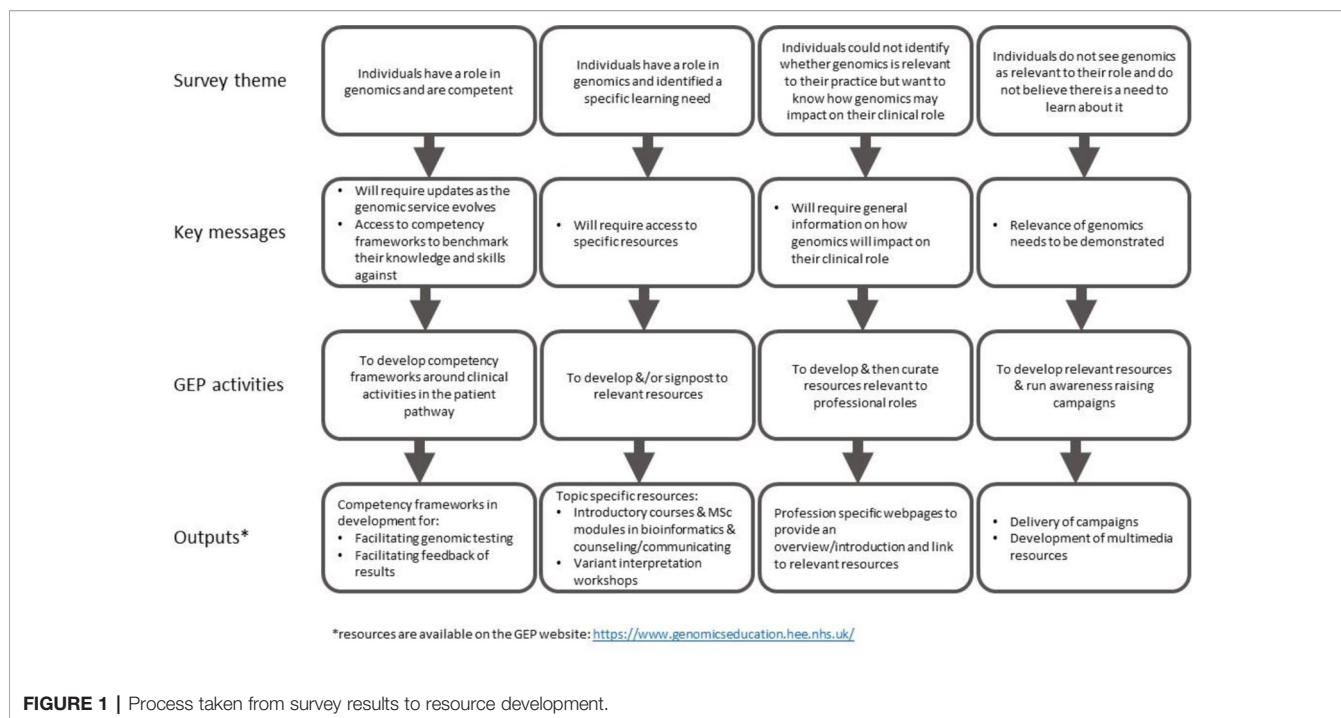 Survey theme
Individuals have a role in
genomics and are competent
Individuals have a role in
genomics and identified a
specific learning need
Individuals could not identify
whether genomics is relevant
to their practice but want to
know how genomics may
impact on their clinical role
Individuals do not see genomics
as relevant to their role and do
not believe there is a need to
learn about it
Key messages
• Will require updates as the
genomic service evolves
• Access to competency
frameworks to benchmark
their knowledge and skills
against
• Will require access to
specific resources
• Will require general
information on how
genomics will impact on
their clinical role
• Relevance of genomics
needs to be demonstrated
GEP activities
To develop competency
frameworks around clinical
activities in the patient
pathway
To develop &/or signpost to
relevant resources
To develop & then curate
resources relevant to
professional roles
To develop relevant resources
& run awareness raising
campaigns
Outputs*
Competency frameworks in
development for:
• Facilitating genomic testing
• Facilitating feedback of
results
Topic specific resources:
• Introductory courses & MSc
modules in bioinformatics &
counseling/communicating
• Variant interpretation
workshops
Profession specific webpages to
provide an
overview/introduction and link
to relevant resources
• Delivery of campaigns
• Development of multimedia
resources
*resources are available on the GEP website: https://www.genomicseducation.hee.nhs.uk/
FIGURE 1 | Process taken from survey results to resource development.